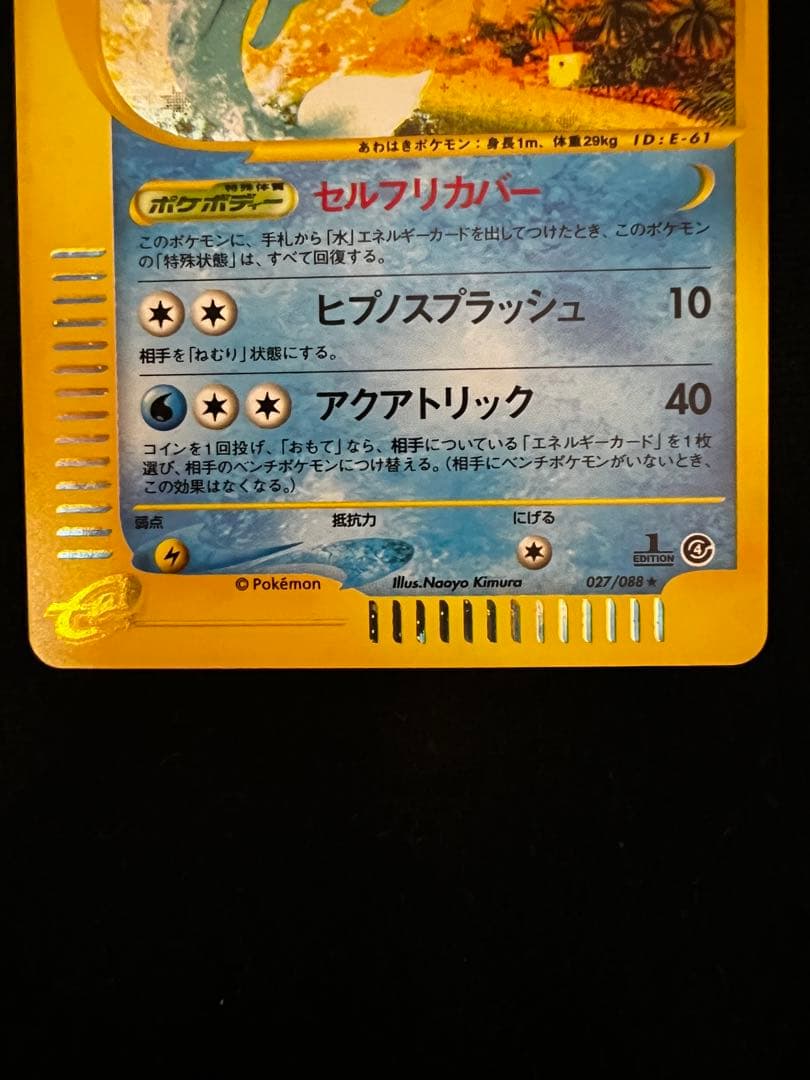 あわはきポケモン：身長1m、体重29kg ID:E-61
特殊体質
ポケボディー セルフリカバー
このポケモンに、手札から「水」エネルギーカードを出してつけたとき、このポケモン
の「特殊状態」は、すべて回復する。
ヒプノスプラッシュ 10
相手を「ねむり」状態にする。
アクアトリック 40
コインを1回投げ、「おもて」なら、相手についている「エネルギーカード」を1枚
選び、相手のベンチポケモンにつけ替える。（相手にベンチポケモンがいないとき、
この効果はなくなる。）
弱点 抵抗力 にげる
1 EDITION 4
© Pokémon Illus.Naoyo Kimura 027/088 ★
e